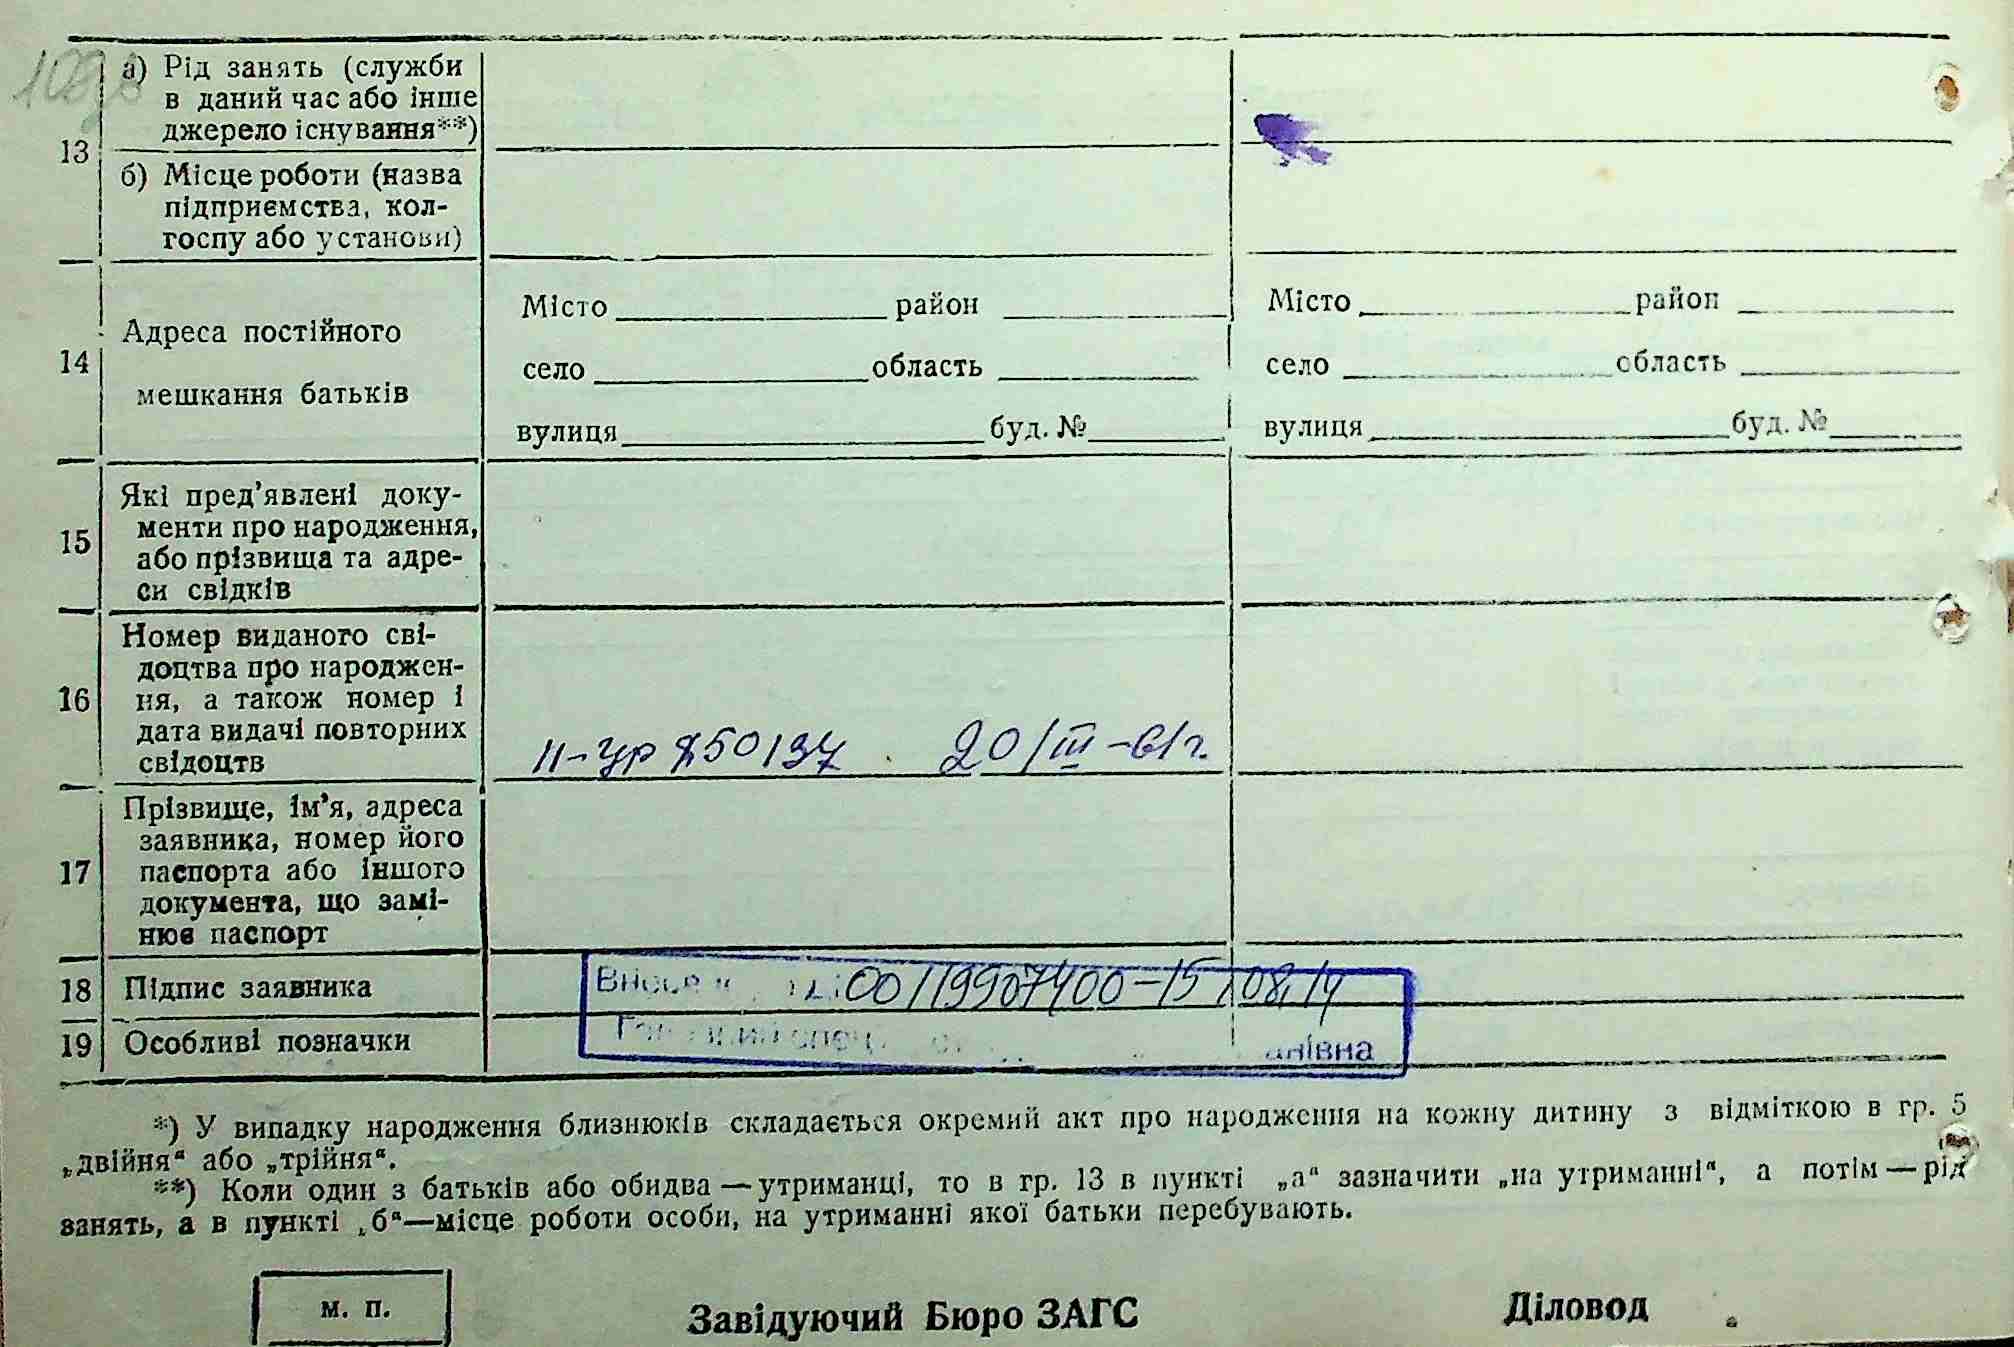 13
а) Рід занять (служби
в даний час або інше
джерело існування**)
б) Місце роботи (назва
підприємства, кол-
госпу або установи)
14
Адреса постійного
мешкання батьків
Місто район
село область
вулиця буд. №
Місто район
село область
вулиця буд. №
15
Які пред'явлені доку-
менти про народження,
або прізвища та адре-
си свідків
16
Номер виданого сві-
доцтва про народжен-
ня, а також номер і
дата видачі повторних
свідоцтв
II-УР 250137 20/III-61г.
17
Прізвище, ім'я, адреса
заявника, номер його
паспорта або іншого
документа, що замі-
нює паспорт
18 Підпис заявника
00119907400-15.08.14
19 Особливі позначки
*) У випадку народження близнюків складається окремий акт про народження на кожну дитину з відміткою в гр. 5
„двійня“ або „трійня“.
**) Коли один з батьків або обидва — утриманці, то в гр. 13 в пункті „а“ зазначити „на утриманні“, а потім — рід
занять, а в пункті „б“—місце роботи особи, на утриманні якої батьки перебувають.
м. п.
Завідуючий Бюро ЗАГС
Діловод